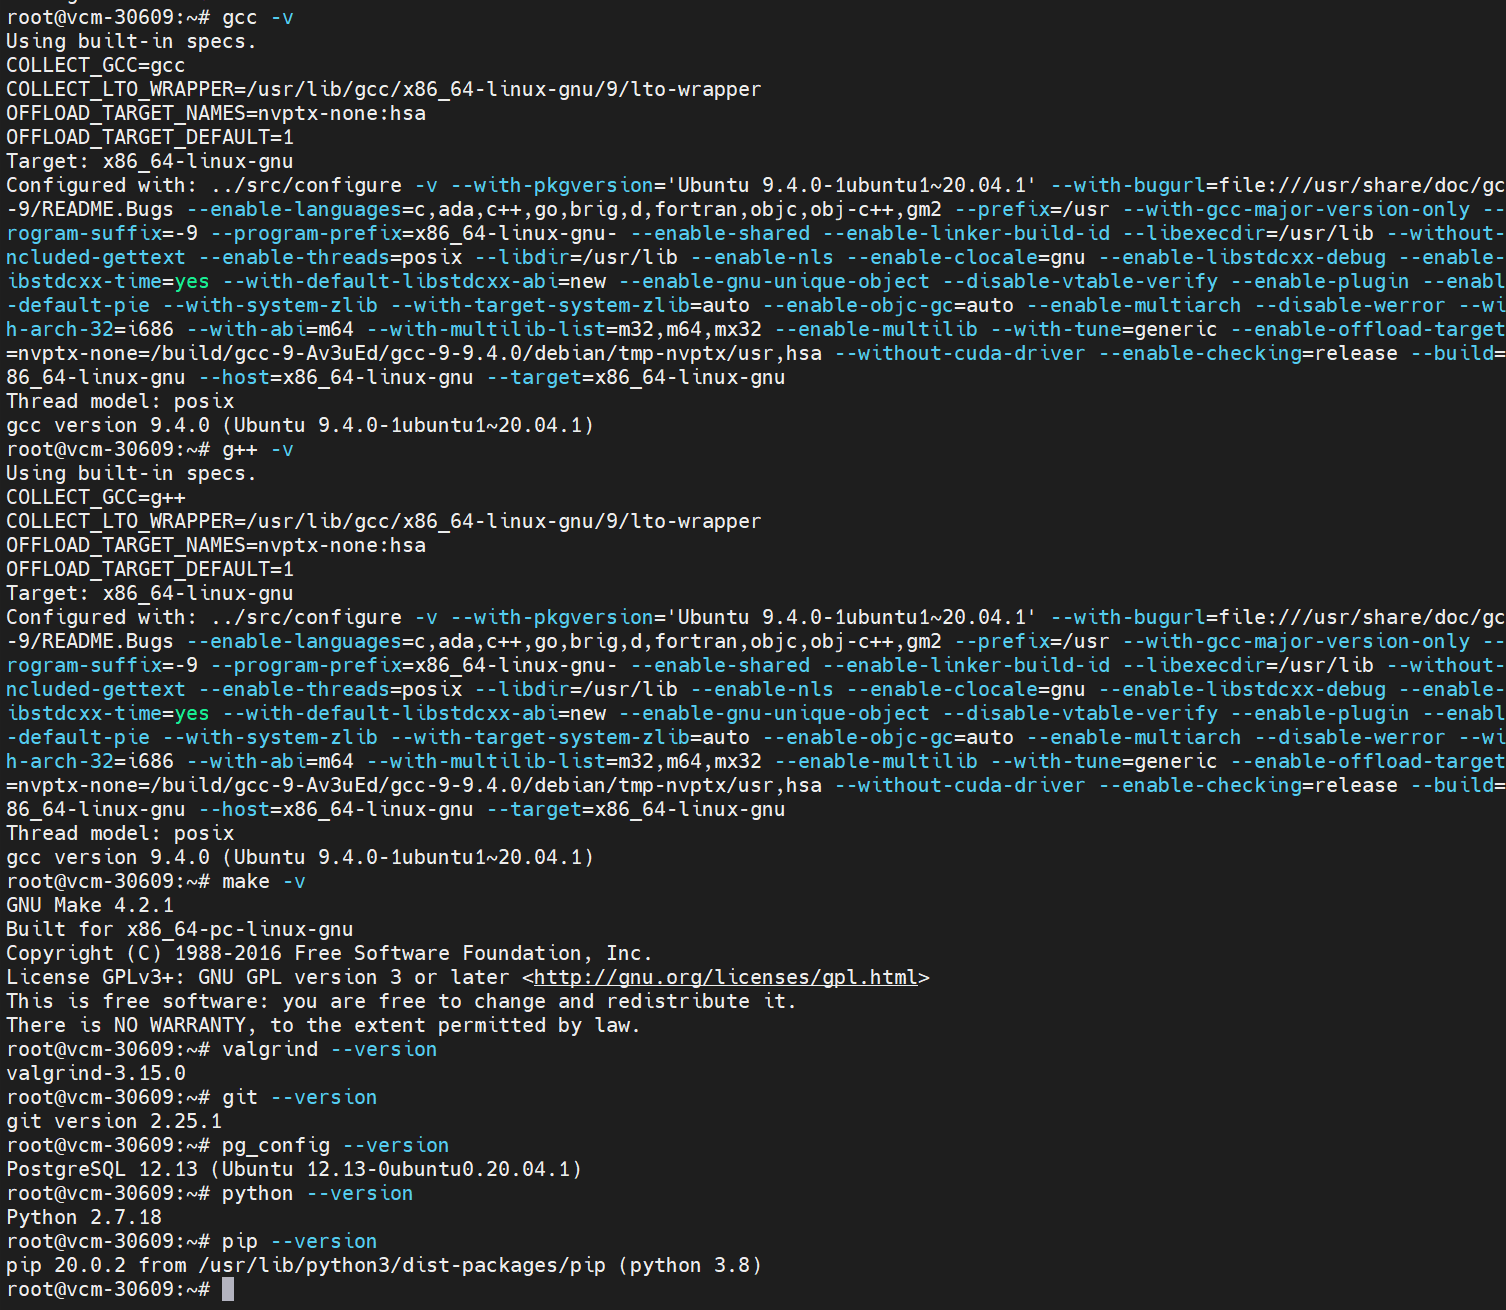 root@vcm-30609:~# gcc -v
Using built-in specs.
COLLECT_GCC=gcc
COLLECT_LTO_WRAPPER=/usr/lib/gcc/x86_64-linux-gnu/9/lto-wrapper
OFFLOAD_TARGET_NAMES=nvptx-none:hsa
OFFLOAD_TARGET_DEFAULT=1
Target: x86_64-linux-gnu
Configured with: ../src/configure -v --with-pkgversion='Ubuntu 9.4.0-1ubuntu1~20.04.1' --with-bugurl=file:///usr/share/doc/gc
-9/README.Bugs --enable-languages=c,ada,c++,go,brig,d,fortran,objc,obj-c++,gm2 --prefix=/usr --with-gcc-major-version-only --
rogram-suffix=-9 --program-prefix=x86_64-linux-gnu- --enable-shared --enable-linker-build-id --libexecdir=/usr/lib --without-
ncluded-gettext --enable-threads=posix --libdir=/usr/lib --enable-nls --enable-clocale=gnu --enable-libstdcxx-debug --enable-
ibstdcxx-time=yes --with-default-libstdcxx-abi=new --enable-gnu-unique-object --disable-vtable-verify --enable-plugin --enabl
-default-pie --with-system-zlib --with-target-system-zlib=auto --enable-objc-gc=auto --enable-multiarch --disable-werror --wi
h-arch-32=i686 --with-abi=m64 --with-multilib-list=m32,m64,mx32 --enable-multilib --with-tune=generic --enable-offload-target
=nvptx-none=/build/gcc-9-Av3uEd/gcc-9-9.4.0/debian/tmp-nvptx/usr,hsa --without-cuda-driver --enable-checking=release --build=
86_64-linux-gnu --host=x86_64-linux-gnu --target=x86_64-linux-gnu
Thread model: posix
gcc version 9.4.0 (Ubuntu 9.4.0-1ubuntu1~20.04.1)
root@vcm-30609:~# g++ -v
Using built-in specs.
COLLECT_GCC=g++
COLLECT_LTO_WRAPPER=/usr/lib/gcc/x86_64-linux-gnu/9/lto-wrapper
OFFLOAD_TARGET_NAMES=nvptx-none:hsa
OFFLOAD_TARGET_DEFAULT=1
Target: x86_64-linux-gnu
Configured with: ../src/configure -v --with-pkgversion='Ubuntu 9.4.0-1ubuntu1~20.04.1' --with-bugurl=file:///usr/share/doc/gc
-9/README.Bugs --enable-languages=c,ada,c++,go,brig,d,fortran,objc,obj-c++,gm2 --prefix=/usr --with-gcc-major-version-only --
rogram-suffix=-9 --program-prefix=x86_64-linux-gnu- --enable-shared --enable-linker-build-id --libexecdir=/usr/lib --without-
ncluded-gettext --enable-threads=posix --libdir=/usr/lib --enable-nls --enable-clocale=gnu --enable-libstdcxx-debug --enable-
ibstdcxx-time=yes --with-default-libstdcxx-abi=new --enable-gnu-unique-object --disable-vtable-verify --enable-plugin --enabl
-default-pie --with-system-zlib --with-target-system-zlib=auto --enable-objc-gc=auto --enable-multiarch --disable-werror --wi
h-arch-32=i686 --with-abi=m64 --with-multilib-list=m32,m64,mx32 --enable-multilib --with-tune=generic --enable-offload-target
=nvptx-none=/build/gcc-9-Av3uEd/gcc-9-9.4.0/debian/tmp-nvptx/usr,hsa --without-cuda-driver --enable-checking=release --build=
86_64-linux-gnu --host=x86_64-linux-gnu --target=x86_64-linux-gnu
Thread model: posix
gcc version 9.4.0 (Ubuntu 9.4.0-1ubuntu1~20.04.1)
root@vcm-30609:~# make -v
GNU Make 4.2.1
Built for x86_64-pc-linux-gnu
Copyright (C) 1988-2016 Free Software Foundation, Inc.
License GPLv3+: GNU GPL version 3 or later <http://gnu.org/licenses/gpl.html>
This is free software: you are free to change and redistribute it.
There is NO WARRANTY, to the extent permitted by law.
root@vcm-30609:~# valgrind --version
valgrind-3.15.0
root@vcm-30609:~# git --version
git version 2.25.1
root@vcm-30609:~# pg_config --version
PostgreSQL 12.13 (Ubuntu 12.13-0ubuntu0.20.04.1)
root@vcm-30609:~# python --version
Python 2.7.18
root@vcm-30609:~# pip --version
pip 20.0.2 from /usr/lib/python3/dist-packages/pip (python 3.8)
root@vcm-30609:~#